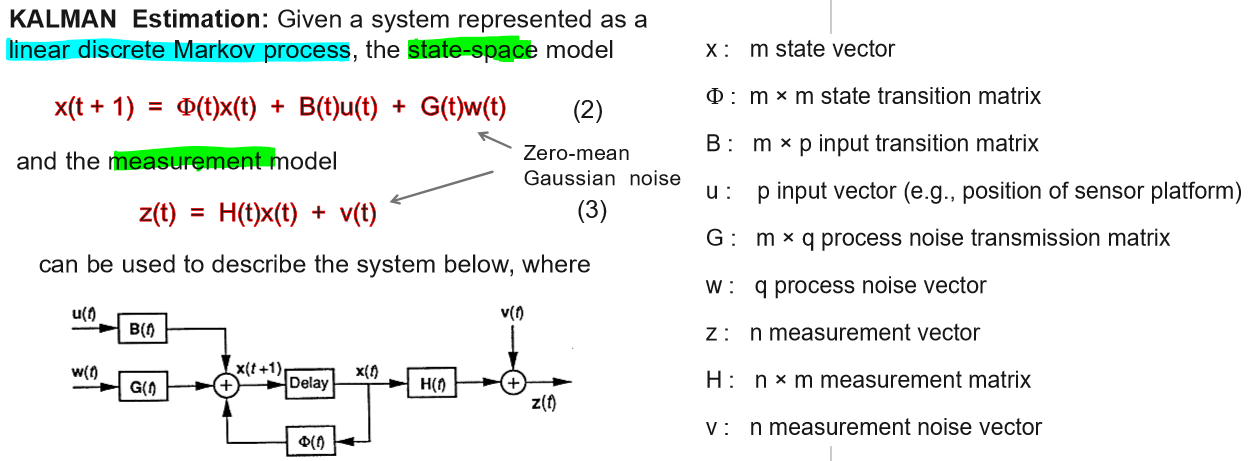 KALMAN Estimation: Given a system represented as a
linear discrete Markov process, the state-space model
x(t + 1) = Φ(t)x(t) + B(t)u(t) + G(t)w(t) (2)
and the measurement model
Zero-mean
Gaussian noise
z(t) = H(t)x(t) + v(t) (3)
can be used to describe the system below, where
u(t)
B(t)
v(t)
w(t)
G(t)
+
x(t+1)
Delay
x(t)
H(t)
+
z(t)
Φ(t)
x : m state vector
Φ : m × m state transition matrix
B : m × p input transition matrix
u : p input vector (e.g., position of sensor platform)
G : m × q process noise transmission matrix
w : q process noise vector
z : n measurement vector
H : n × m measurement matrix
v : n measurement noise vector